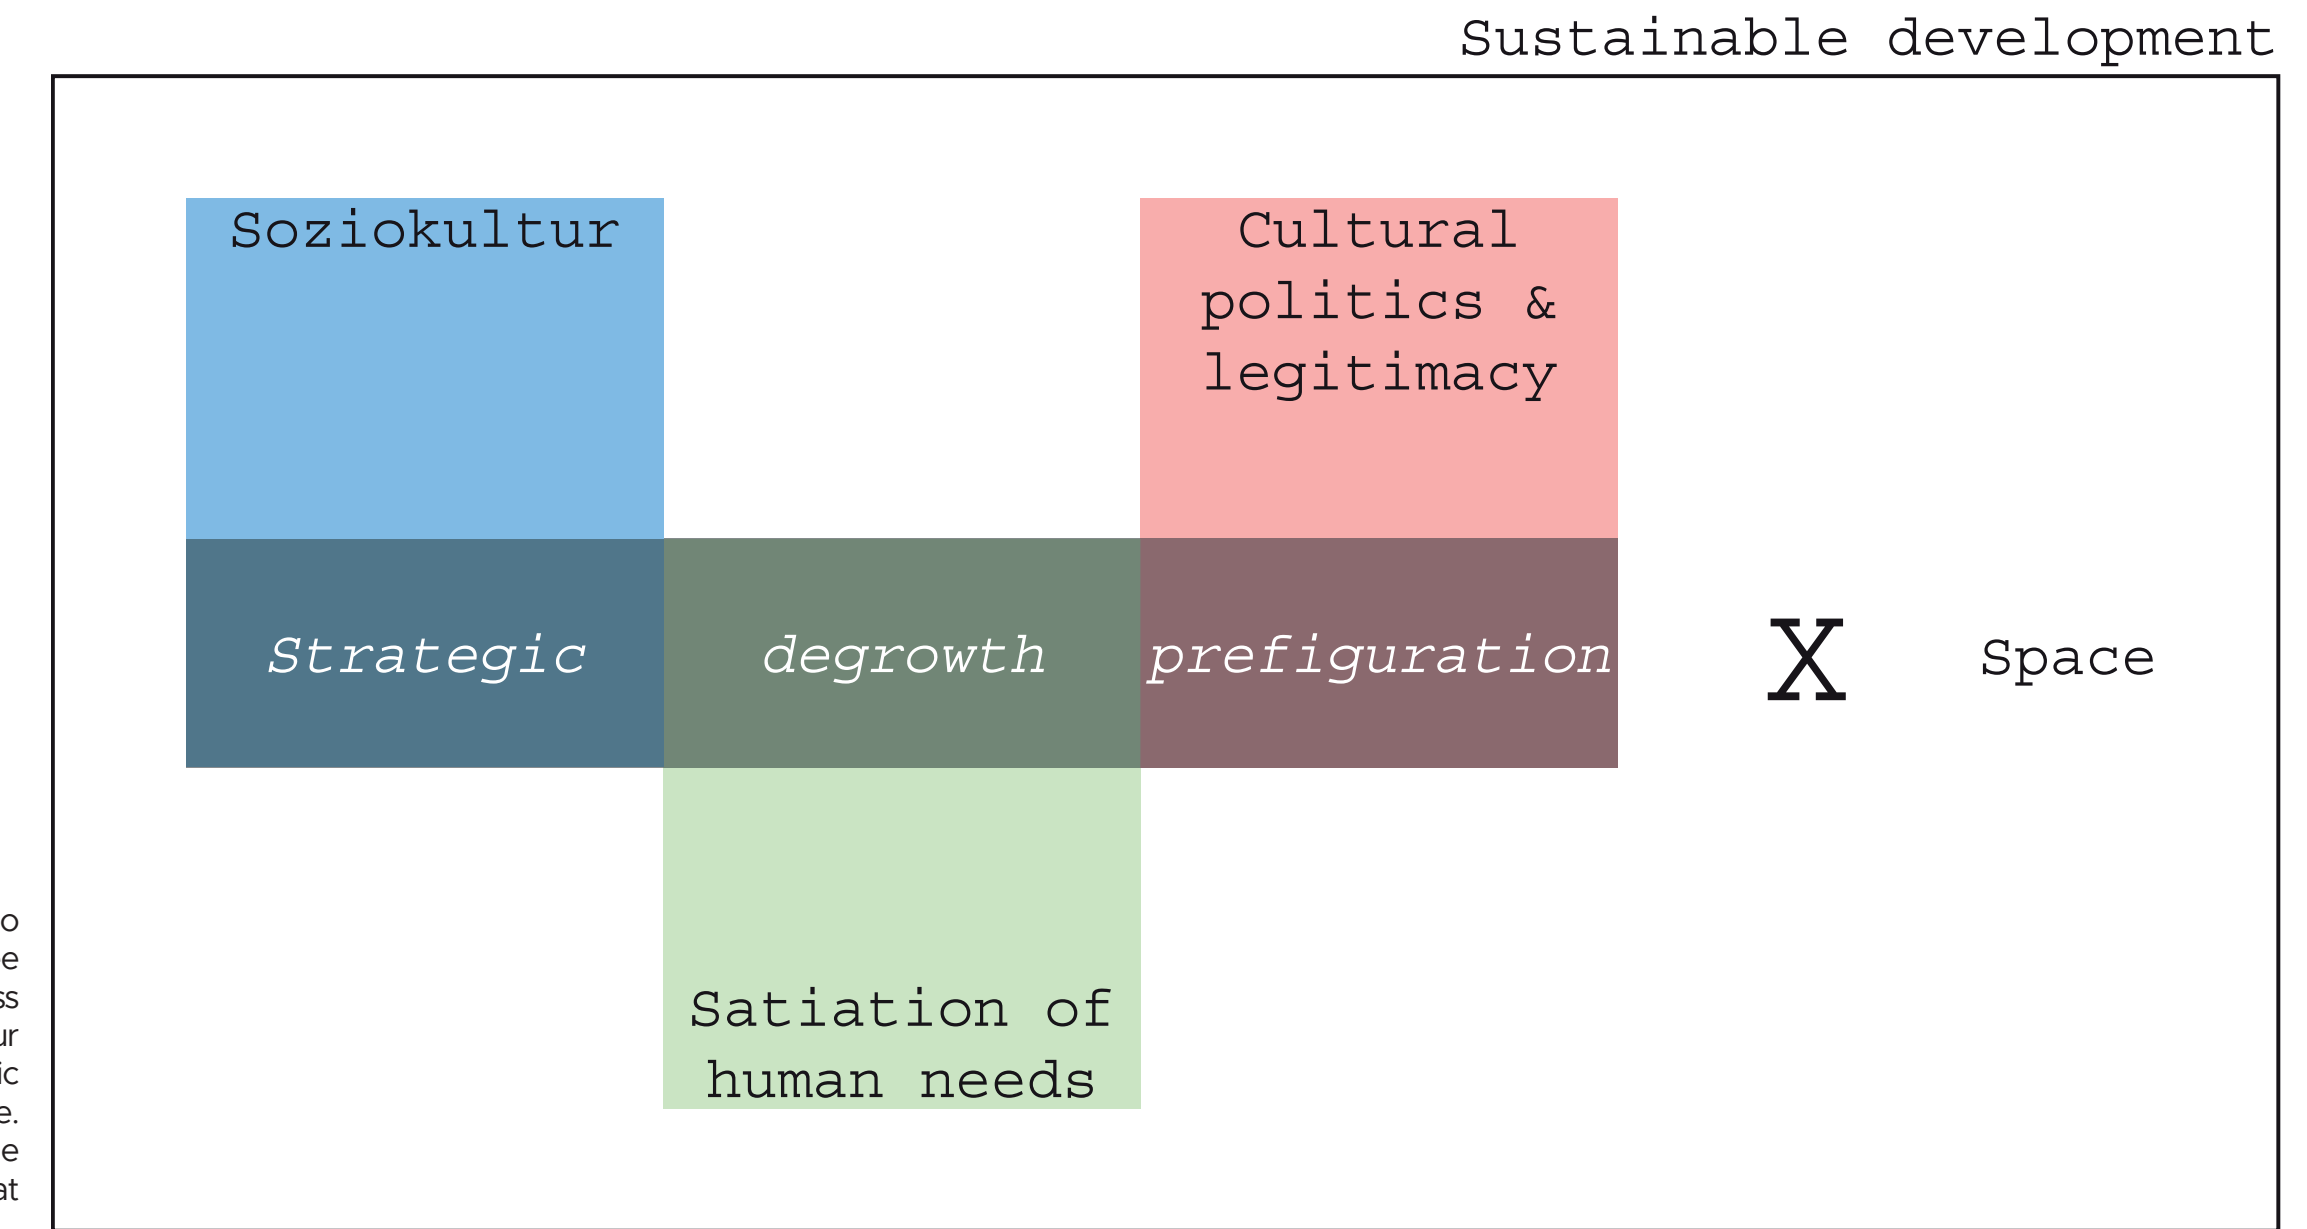 Sustainable development
Soziokultur
Cultural
politics &
legitimacy
Strategic degrowth prefiguration X Space
Satiation of
human needs